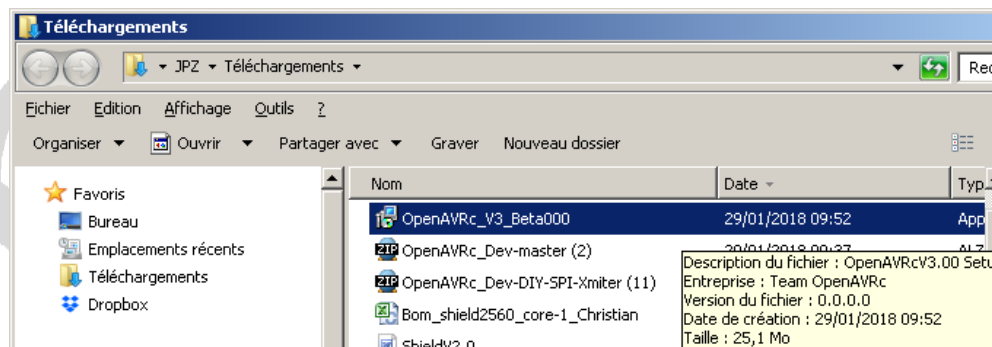 Téléchargements
JPZ Téléchargements
Fichier Edition Affichage Outils ?
Organiser Ouvrir Partager avec Graver Nouveau dossier
Favoris
Bureau
Emplacements récents
Téléchargements
Dropbox
Nom Date
OpenAVRc_V3_Beta000 29/01/2018 09:52 App
OpenAVRc_Dev-master (2)
OpenAVRc_Dev-DIY-SPI-Xmiter (11)
Bom_shield2560_core-1_Christian
ShieldV2.0
Description du fichier : OpenAVRcV3.00 Setu
Entreprise : Team OpenAVRc
Version du fichier : 0.0.0.0
Date de création : 29/01/2018 09:52
Taille : 25,1 Mo